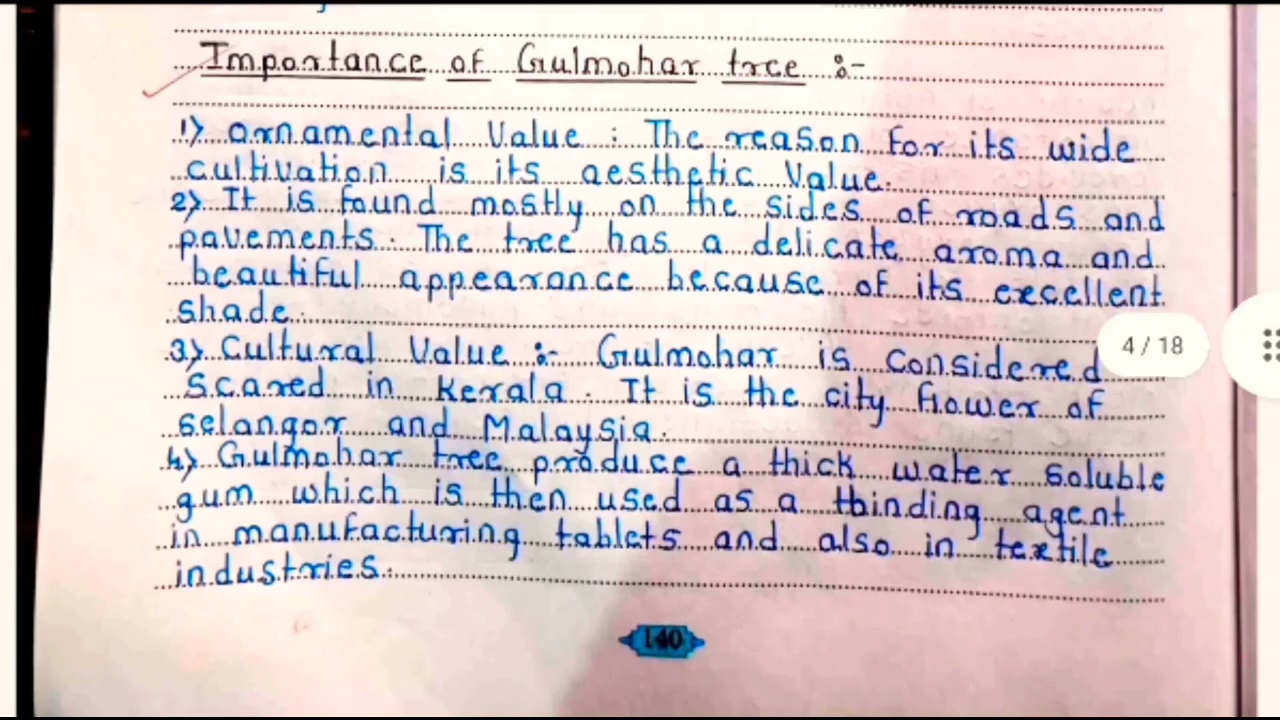 Importance of Gulmohar tree :-
1) ornamental Value : The reason for its wide
cultivation is its aesthetic Value.
2) It is found mostly on the sides of roads and
pavements. The tree has a delicate aroma and
beautiful appearance because of its excellent
shade.
3) Cultural Value :- Gulmohar is Considered
Scared in Kerala. It is the city flower of
selangor and Malaysia.
4) Gulmohar tree produce a thick water soluble
gum which is then used as a tbinding agent
in manufacturing tablets and also in textile
industries.
4 / 18
140